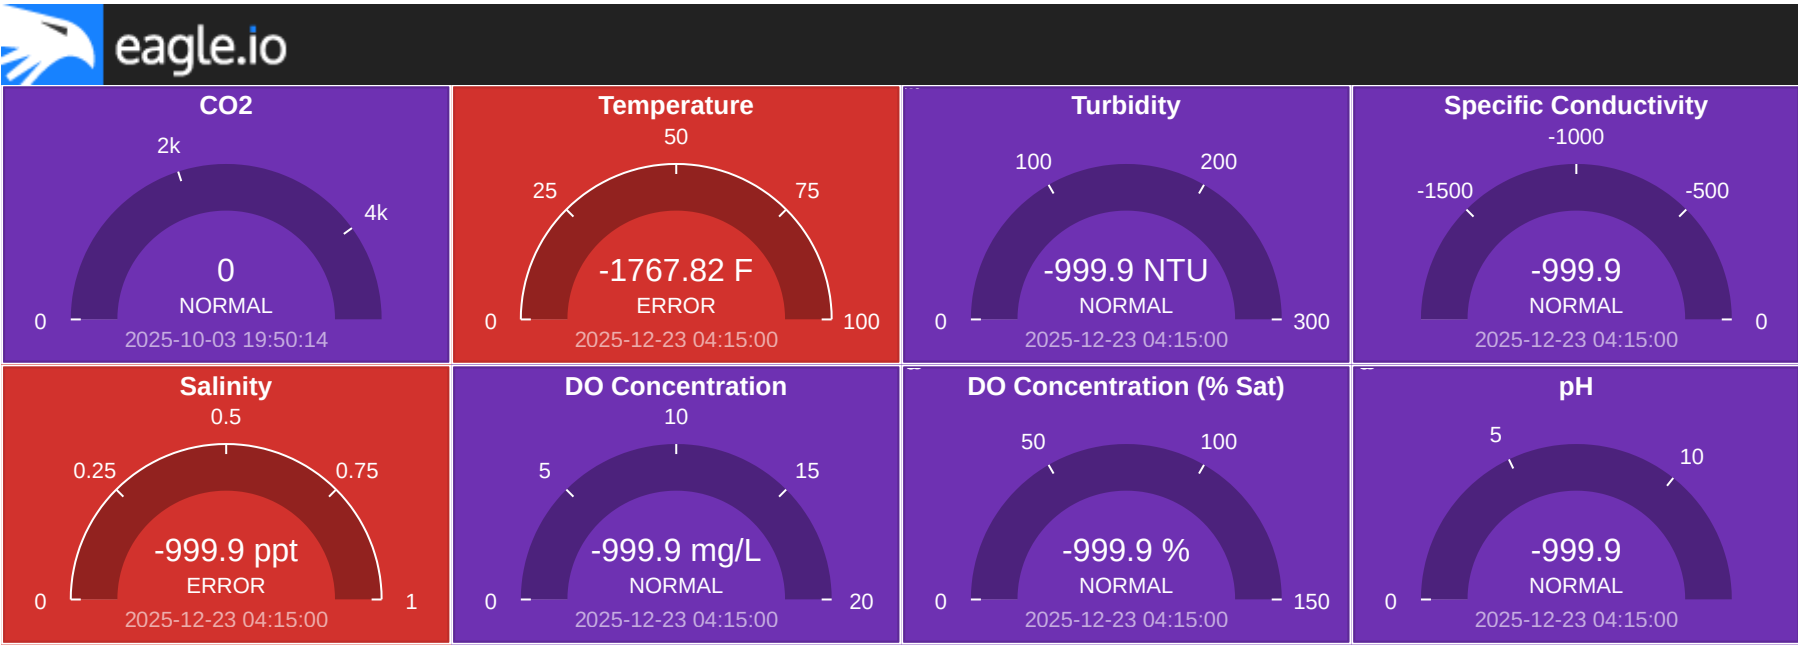 eagle.io
CO2
2k
4k
0
0
NORMAL
2025-10-03 19:50:14
Temperature
50
25
75
-1767.82 F
ERROR
0
100
2025-12-23 04:15:00
Turbidity
100
200
-999.9 NTU
NORMAL
0
300
2025-12-23 04:15:00
Specific Conductivity
-1000
-1500
-500
-999.9
NORMAL
0
2025-12-23 04:15:00
Salinity
0.5
0.25
0.75
-999.9 ppt
ERROR
0
1
2025-12-23 04:15:00
DO Concentration
10
5
15
-999.9 mg/L
NORMAL
0
20
2025-12-23 04:15:00
DO Concentration (% Sat)
50
100
-999.9 %
NORMAL
0
150
2025-12-23 04:15:00
pH
5
10
-999.9
NORMAL
0
2025-12-23 04:15:00